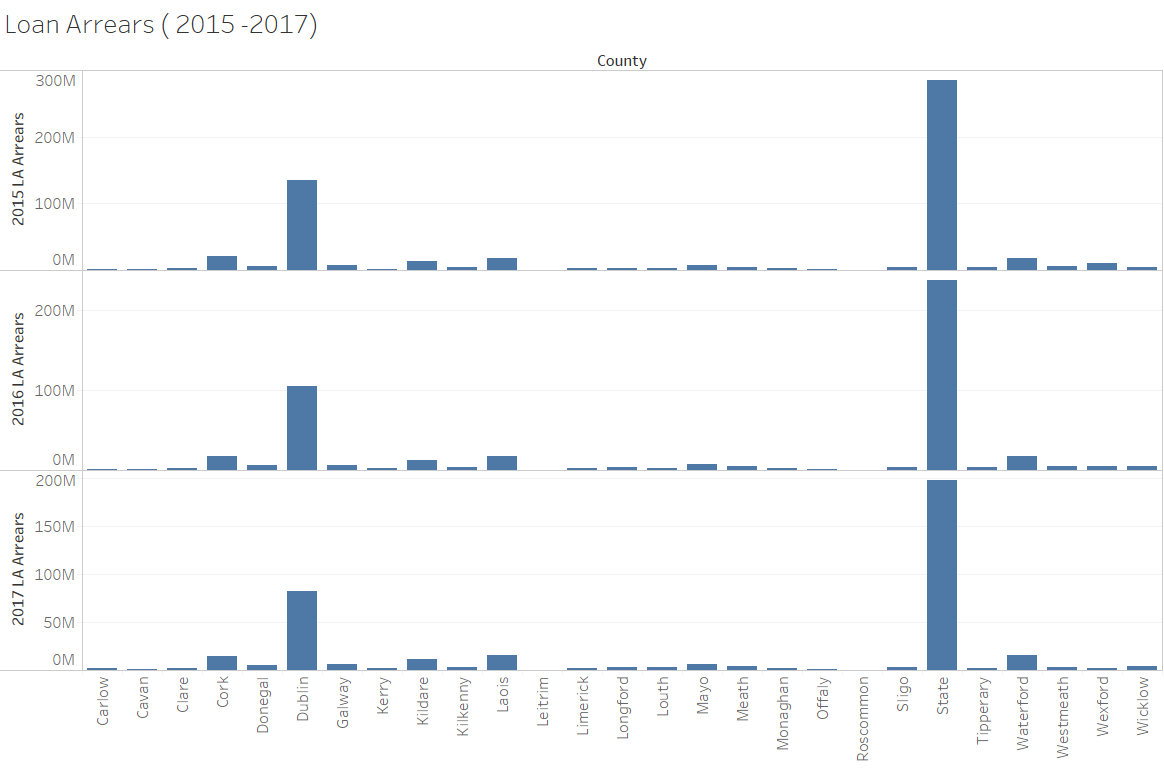 Loan Arrears ( 2015 -2017)
County
2015 LA Arrears
300M
200M
100M
0M
2016 LA Arrears
200M
100M
0M
2017 LA Arrears
200M
150M
100M
50M
0M
Carlow
Cavan
Clare
Cork
Donegal
Dublin
Galway
Kerry
Kildare
Kilkenny
Laois
Leitrim
Limerick
Longford
Louth
Mayo
Meath
Monaghan
Offaly
Roscommon
Sligo
State
Tipperary
Waterford
Westmeath
Wexford
Wicklow